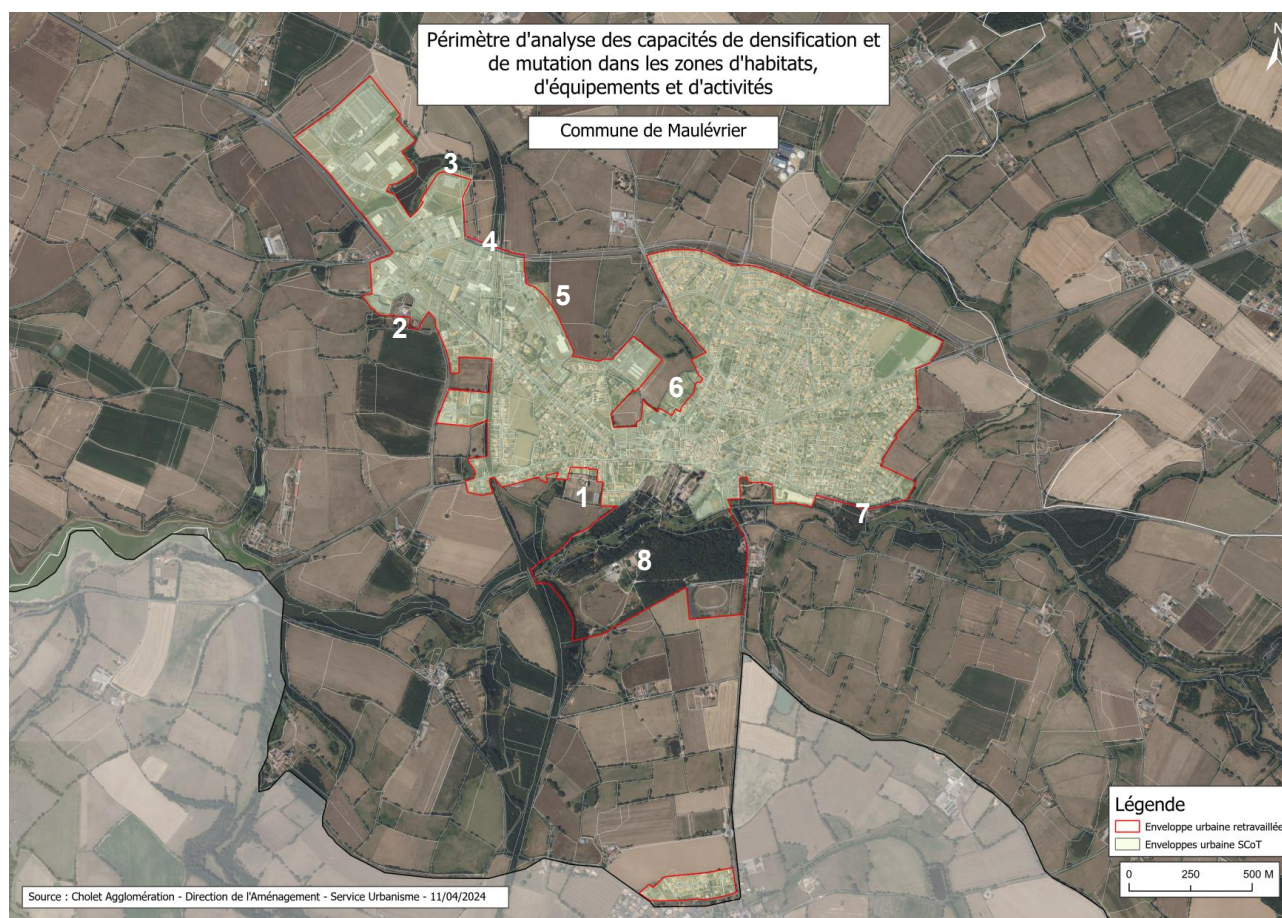 Périmètre d'analyse des capacités de densification et
de mutation dans les zones d'habitats,
d'équipements et d'activités
Commune de Maulévrier
N
3
4
5
2
6
1
7
8
Légende
Enveloppe urbaine retravaillée
Enveloppes urbaine SCoT
0 250 500 M
Source : Cholet Agglomération - Direction de l'Aménagement - Service Urbanisme - 11/04/2024